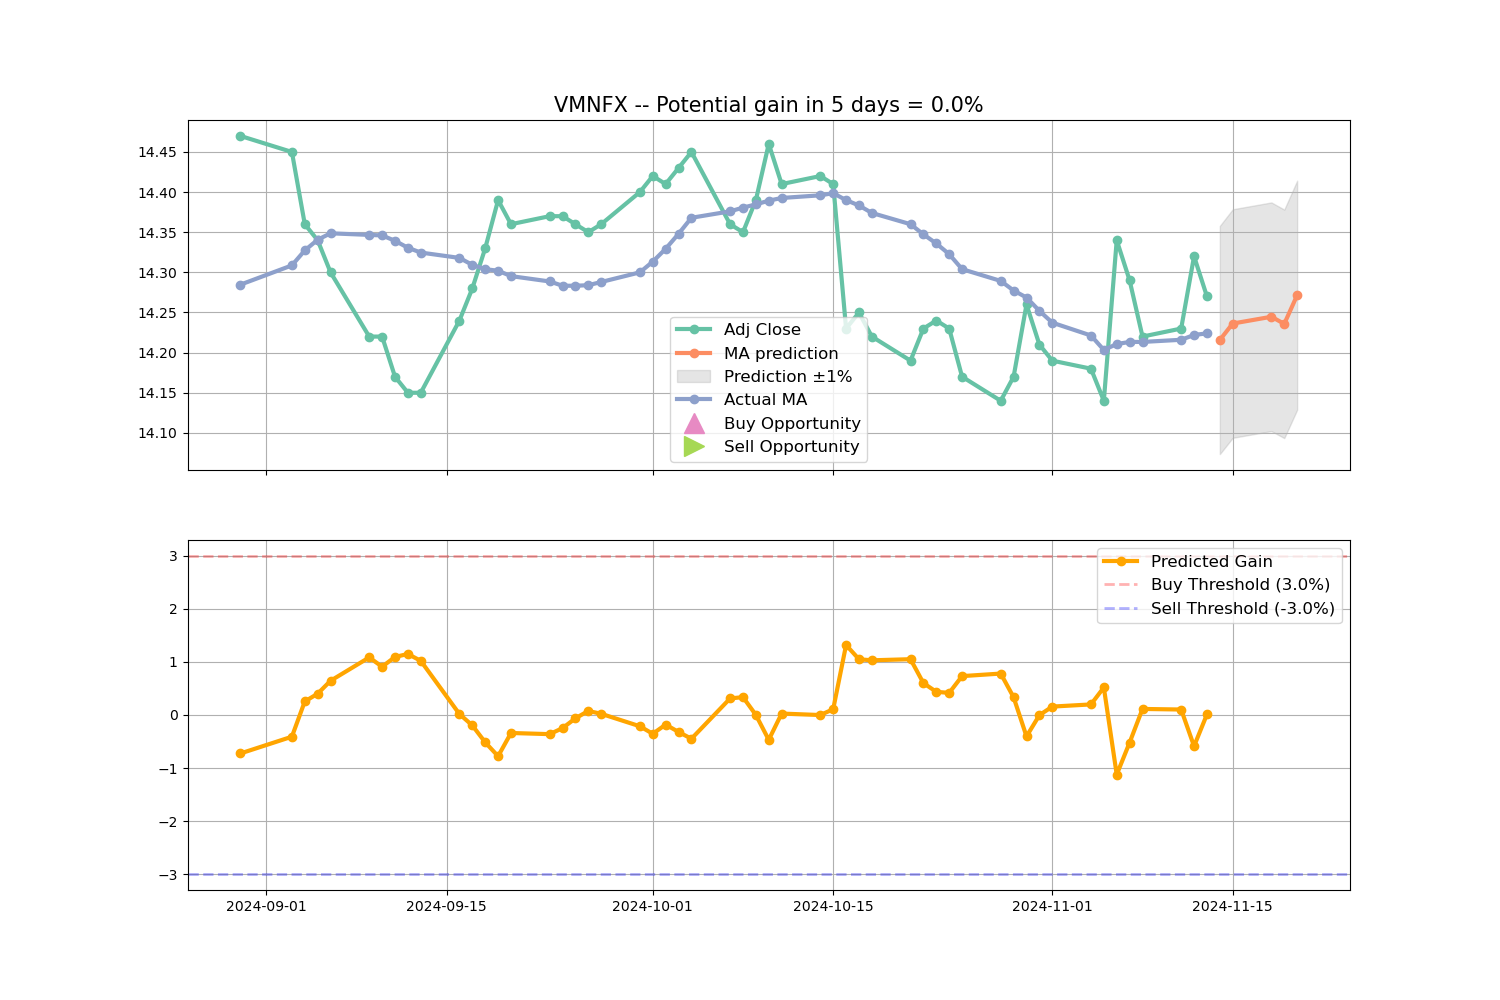 VMNFX -- Potential gain in 5 days = 0.0%
14.45
14.40
14.35
14.30
14.25
14.20
14.15
14.10
Adj Close
MA prediction
Prediction ±1%
Actual MA
Buy Opportunity
Sell Opportunity
3
2
1
0
−1
−2
−3
Predicted Gain
Buy Threshold (3.0%)
Sell Threshold (-3.0%)
2024-09-01
2024-09-15
2024-10-01
2024-10-15
2024-11-01
2024-11-15